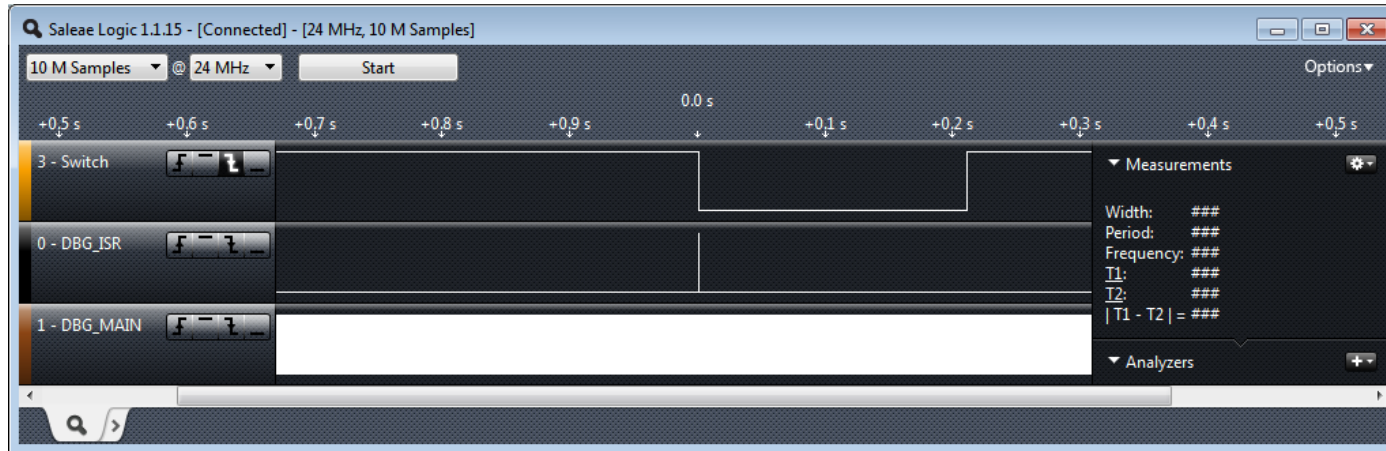 Saleae Logic 1.1.15 - [Connected] - [24 MHz, 10 M Samples]
10 M Samples @ 24 MHz Start Options
0.0 s
+0,5 s +0,6 s +0,7 s +0,8 s +0,9 s +0,1 s +0,2 s +0,3 s +0,4 s +0,5 s
3 - Switch
Measurements
Width: ###
Period: ###
0 - DBG_ISR
Frequency: ###
T1: ###
T2: ###
1 - DBG_MAIN
| T1 - T2 | = ###
Analyzers